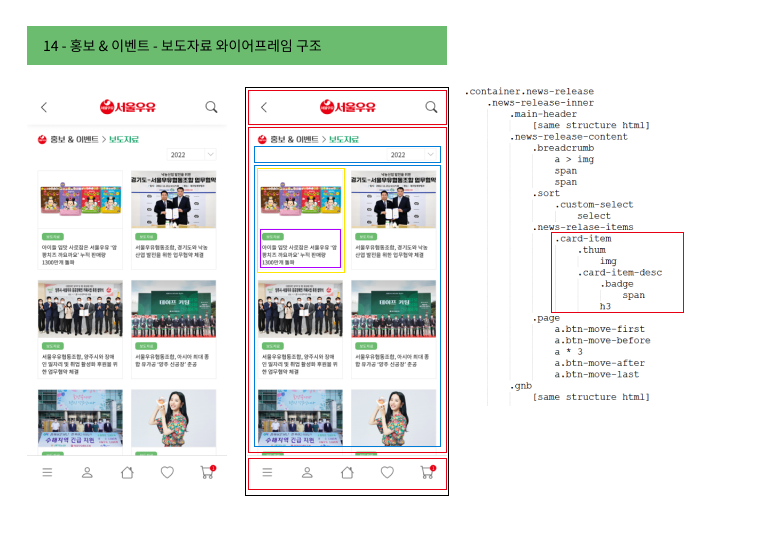 14 - 홍보 & 이벤트 - 보도자료 와이어프레임 구조
서울우유
홍보 & 이벤트 > 보도자료
2022
경기도-서울우유협동조합 업무협약
보도자료
아이들 입맛 사로잡은 서울우유 '앙
팡치즈 까요까요' 누적 판매량
1300만개 돌파
보도자료
서울우유협동조합, 경기도와 낙농
산업 발전을 위한 업무협약 체결
테이프 커팅
보도자료
서울우유협동조합, 양주시와 장애
인 일자리 및 취업 활성화 후원을 위
한 업무협약 체결
보도자료
서울우유협동조합, 아시아 최대 종
합 유가공 '양주 신공장' 준공
수해지역 긴급 지원
서울우유
홍보 & 이벤트 > 보도자료
2022
경기도-서울우유협동조합 업무협약
보도자료
아이들 입맛 사로잡은 서울우유 '앙
팡치즈 까요까요' 누적 판매량
1300만개 돌파
보도자료
서울우유협동조합, 경기도와 낙농
산업 발전을 위한 업무협약 체결
테이프 커팅
보도자료
서울우유협동조합, 양주시와 장애
인 일자리 및 취업 활성화 후원을 위
한 업무협약 체결
보도자료
서울우유협동조합, 아시아 최대 종
합 유가공 '양주 신공장' 준공
수해지역 긴급 지원
.container.news-release
.news-release-inner
.main-header
[same structure html]
.news-release-content
.breadcrumb
a > img
span
span
.sort
.custom-select
select
.news-relase-items
.card-item
.thum
img
.card-item-desc
.badge
span
h3
.page
a.btn-move-first
a.btn-move-before
a * 3
a.btn-move-after
a.btn-move-last
.gnb
[same structure html]